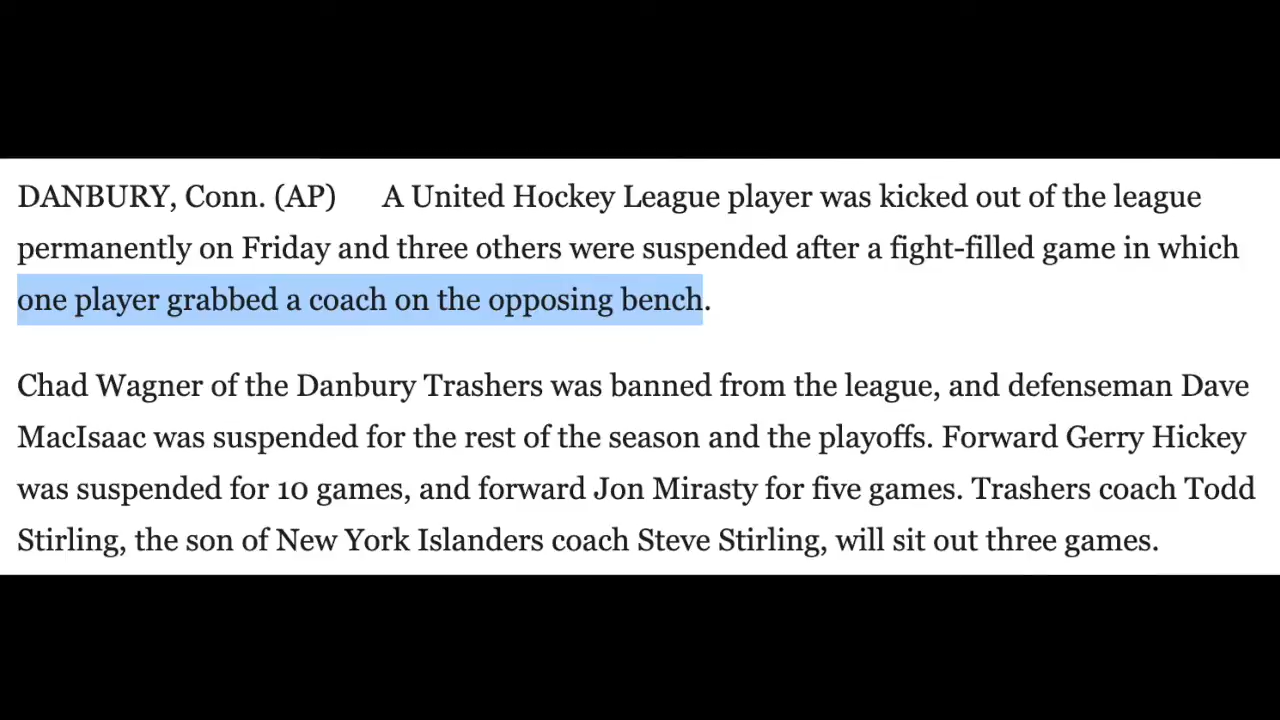 DANBURY, Conn. (AP) A United Hockey League player was kicked out of the league
permanently on Friday and three others were suspended after a fight-filled game in which
one player grabbed a coach on the opposing bench.
Chad Wagner of the Danbury Trashers was banned from the league, and defenseman Dave
MacIsaac was suspended for the rest of the season and the playoffs. Forward Gerry Hickey
was suspended for 10 games, and forward Jon Mirasty for five games. Trashers coach Todd
Stirling, the son of New York Islanders coach Steve Stirling, will sit out three games.